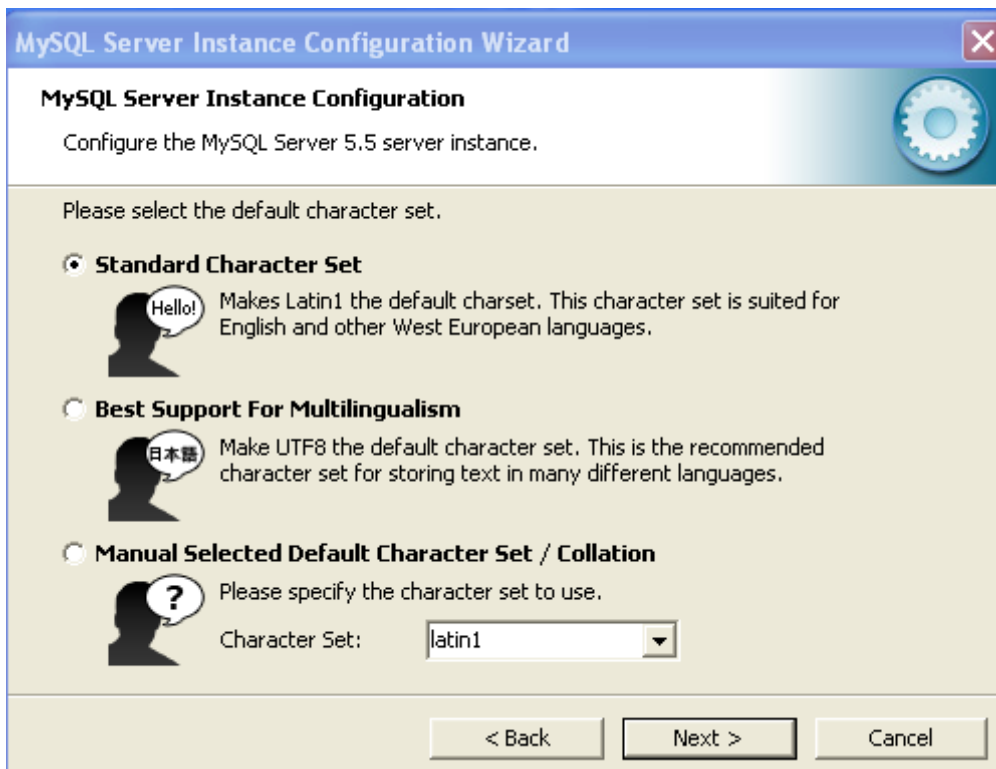 MySQL Server Instance Configuration Wizard
MySQL Server Instance Configuration
Configure the MySQL Server 5.5 server instance.
Please select the default character set.
Standard Character Set
Hello!
Makes Latin1 the default charset. This character set is suited for
English and other West European languages.
Best Support For Multilingualism
日本語
Make UTF8 the default character set. This is the recommended
character set for storing text in many different languages.
Manual Selected Default Character Set / Collation
?
Please specify the character set to use.
Character Set: latin1
< Back Next > Cancel